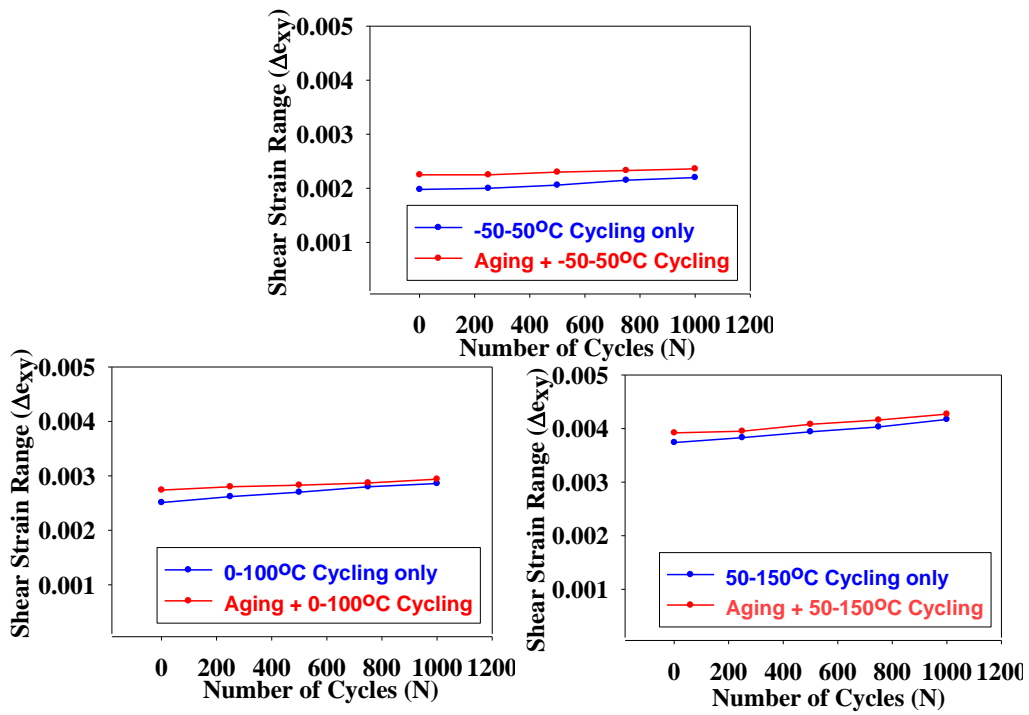 Shear Strain Range (Δexy)
0.005
0.004
0.003
0.002
0.001
-50-50ºC Cycling only
Aging + -50-50ºC Cycling
0 200 400 600 800 1000 1200
Number of Cycles (N)
Shear Strain Range (Δexy)
0.005
0.004
0.003
0.002
0.001
0-100ºC Cycling only
Aging + 0-100ºC Cycling
0 200 400 600 800 1000 1200
Number of Cycles (N)
Shear Strain Range (Δexy)
0.005
0.004
0.003
0.002
0.001
50-150ºC Cycling only
Aging + 50-150ºC Cycling
0 200 400 600 800 1000 1200
Number of Cycles (N)